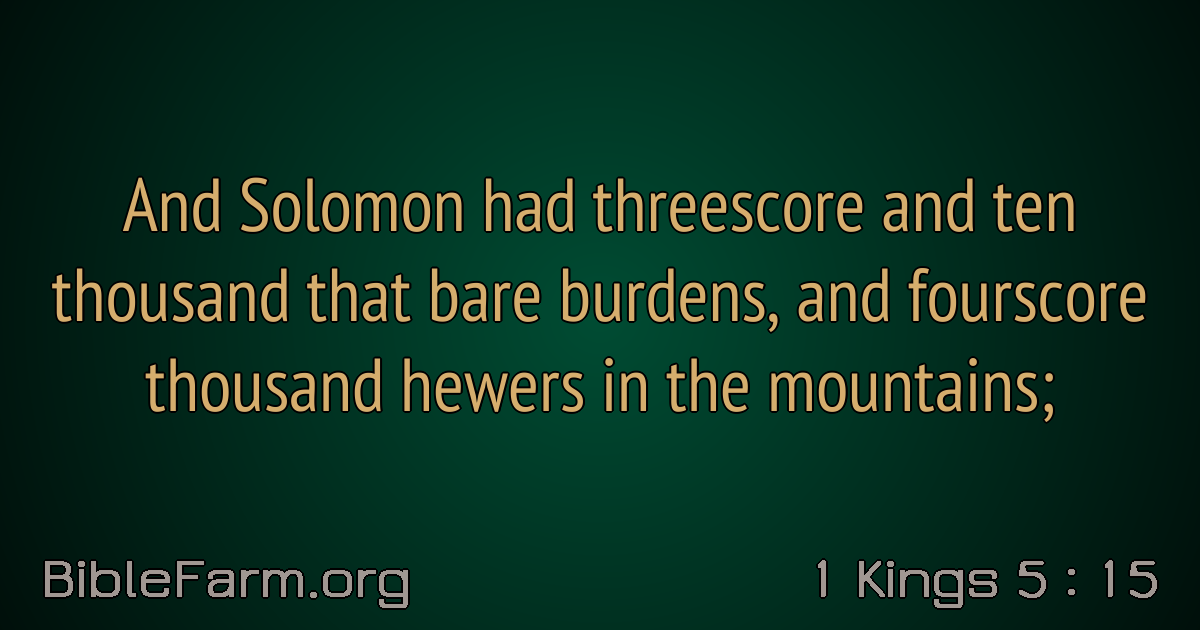 And Solomon had threescore and ten
thousand that bare burdens, and fourscore
thousand hewers in the mountains;
BibleFarm.org
1 Kings 5 : 15